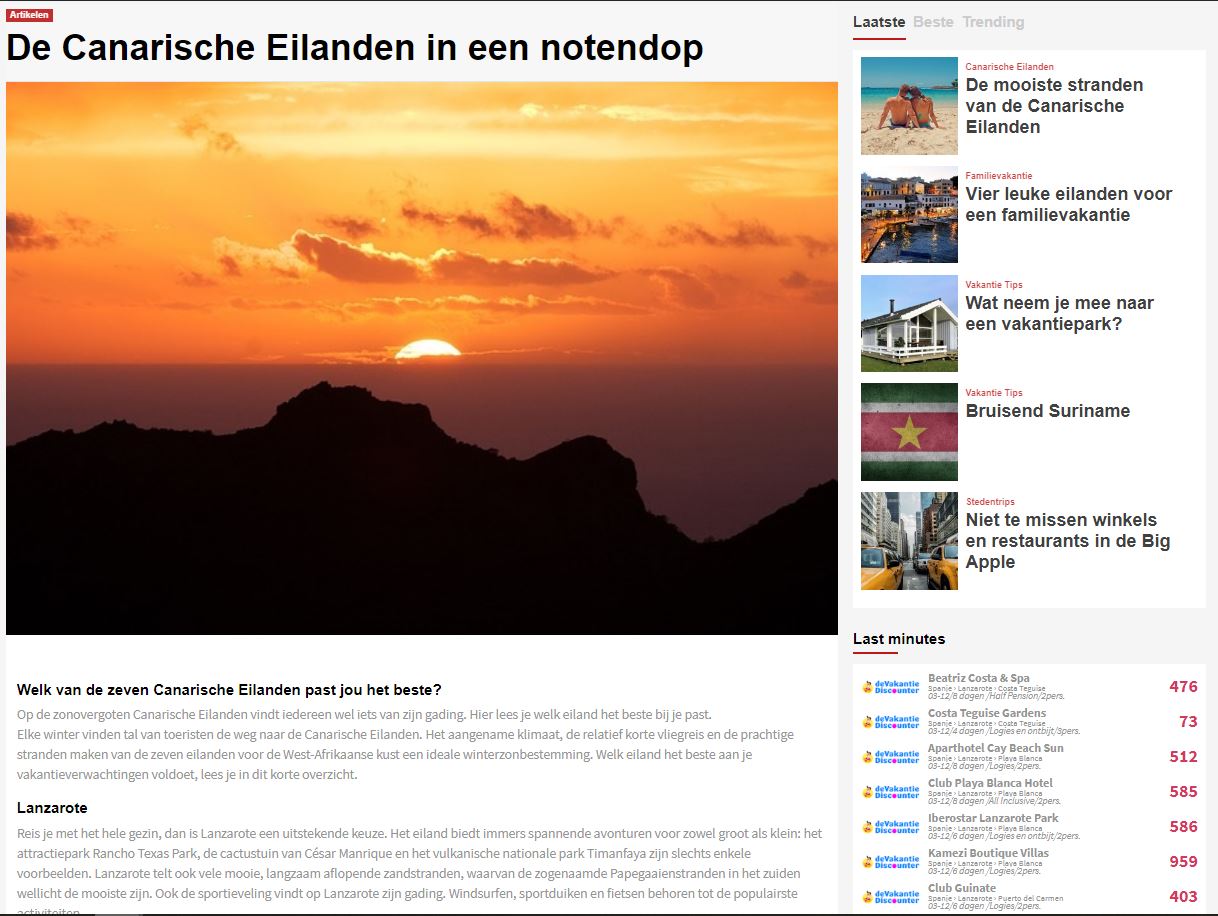 Artikelen
De Canarische Eilanden in een notendop
Welk van de zeven Canarische Eilanden past jou het beste?
Op de zonovergoten Canarische Eilanden vindt iedereen wel iets van zijn gading. Hier lees je welk eiland het beste bij je past.
Elke winter vinden tal van toeristen de weg naar de Canarische Eilanden. Het aangename klimaat, de relatief korte vliegreis en de prachtige
stranden maken van de zeven eilanden voor de West-Afrikaanse kust een ideale winterzonbestemming. Welk eiland het beste aan je
vakantieverwachtingen voldoet, lees je in dit korte overzicht.
Lanzarote
Reis je met het hele gezin, dan is Lanzarote een uitstekende keuze. Het eiland biedt immers spannende avonturen voor zowel groot als klein: het
attractiepark Rancho Texas Park, de cactustuin van César Manrique en het vulkanische nationale park Timanfaya zijn slechts enkele
voorbeelden. Lanzarote telt ook vele mooie, langzaam aflopende zandstranden, waarvan de zogenaamde Papegaaienstranden in het zuiden
wellicht de mooiste zijn. Ook de sportieveling vindt op Lanzarote zijn gading. Windsurfen, sportduiken en fietsen behoren tot de populairste
activiteiten.
Laatste Beste Trending
Canarische Eilanden
De mooiste stranden
van de Canarische
Eilanden
Familievakantie
Vier leuke eilanden voor
een familievakantie
Vakantie Tips
Wat neem je mee naar
een vakantiepark?
Vakantie Tips
Bruisend Suriname
Stedentrips
Niet te missen winkels
en restaurants in de Big
Apple
Last minutes
deVakantie Discounter
Beatriz Costa & Spa
Spanje › Lanzarote › Costa Teguise
03-12/8 dagen /Half Pension/2pers.
476
deVakantie Discounter
Costa Teguise Gardens
Spanje › Lanzarote › Costa Teguise
03-12/4 dagen /Logies en ontbijt/3pers.
73
deVakantie Discounter
Aparthotel Cay Beach Sun
Spanje › Lanzarote › Playa Blanca
03-12/8 dagen /Logies/2pers.
512
deVakantie Discounter
Club Playa Blanca Hotel
Spanje › Lanzarote › Playa Blanca
03-12/8 dagen /All Inclusive/2pers.
585
deVakantie Discounter
Iberostar Lanzarote Park
Spanje › Lanzarote › Playa Blanca
03-12/6 dagen /Logies en ontbijt/2pers.
586
deVakantie Discounter
Kamezi Boutique Villas
Spanje › Lanzarote › Playa Blanca
03-12/6 dagen /Logies/2pers.
959
deVakantie Discounter
Club Guinate
Spanje › Lanzarote › Puerto del Carmen
03-12/6 dagen /Logies/2pers.
403